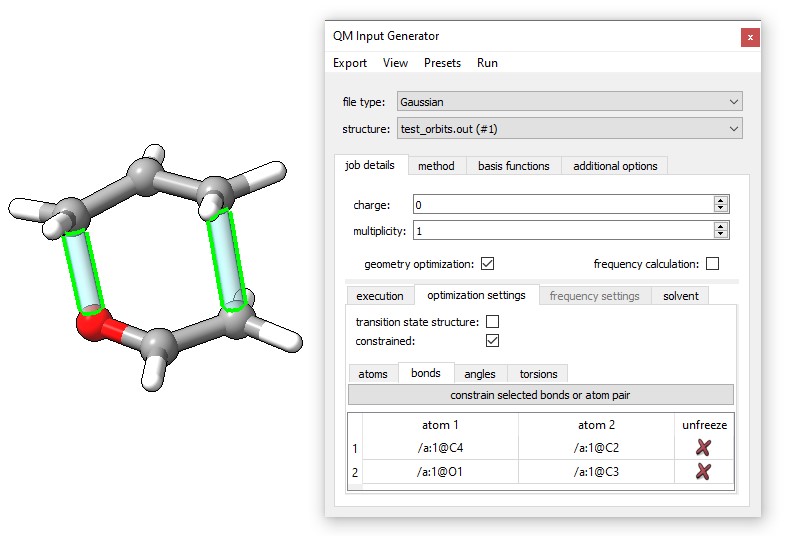 QM Input Generator
x
Export View Presets Run
file type: Gaussian
structure: test_orbits.out (#1)
job details method basis functions additional options
charge: 0
multiplicity: 1
geometry optimization: frequency calculation:
execution optimization settings frequency settings solvent
transition state structure:
constrained:
atoms bonds angles torsions
constrain selected bonds or atom pair
atom 1 atom 2 unfreeze
1 /a:1@C4 /a:1@C2
2 /a:1@O1 /a:1@C3